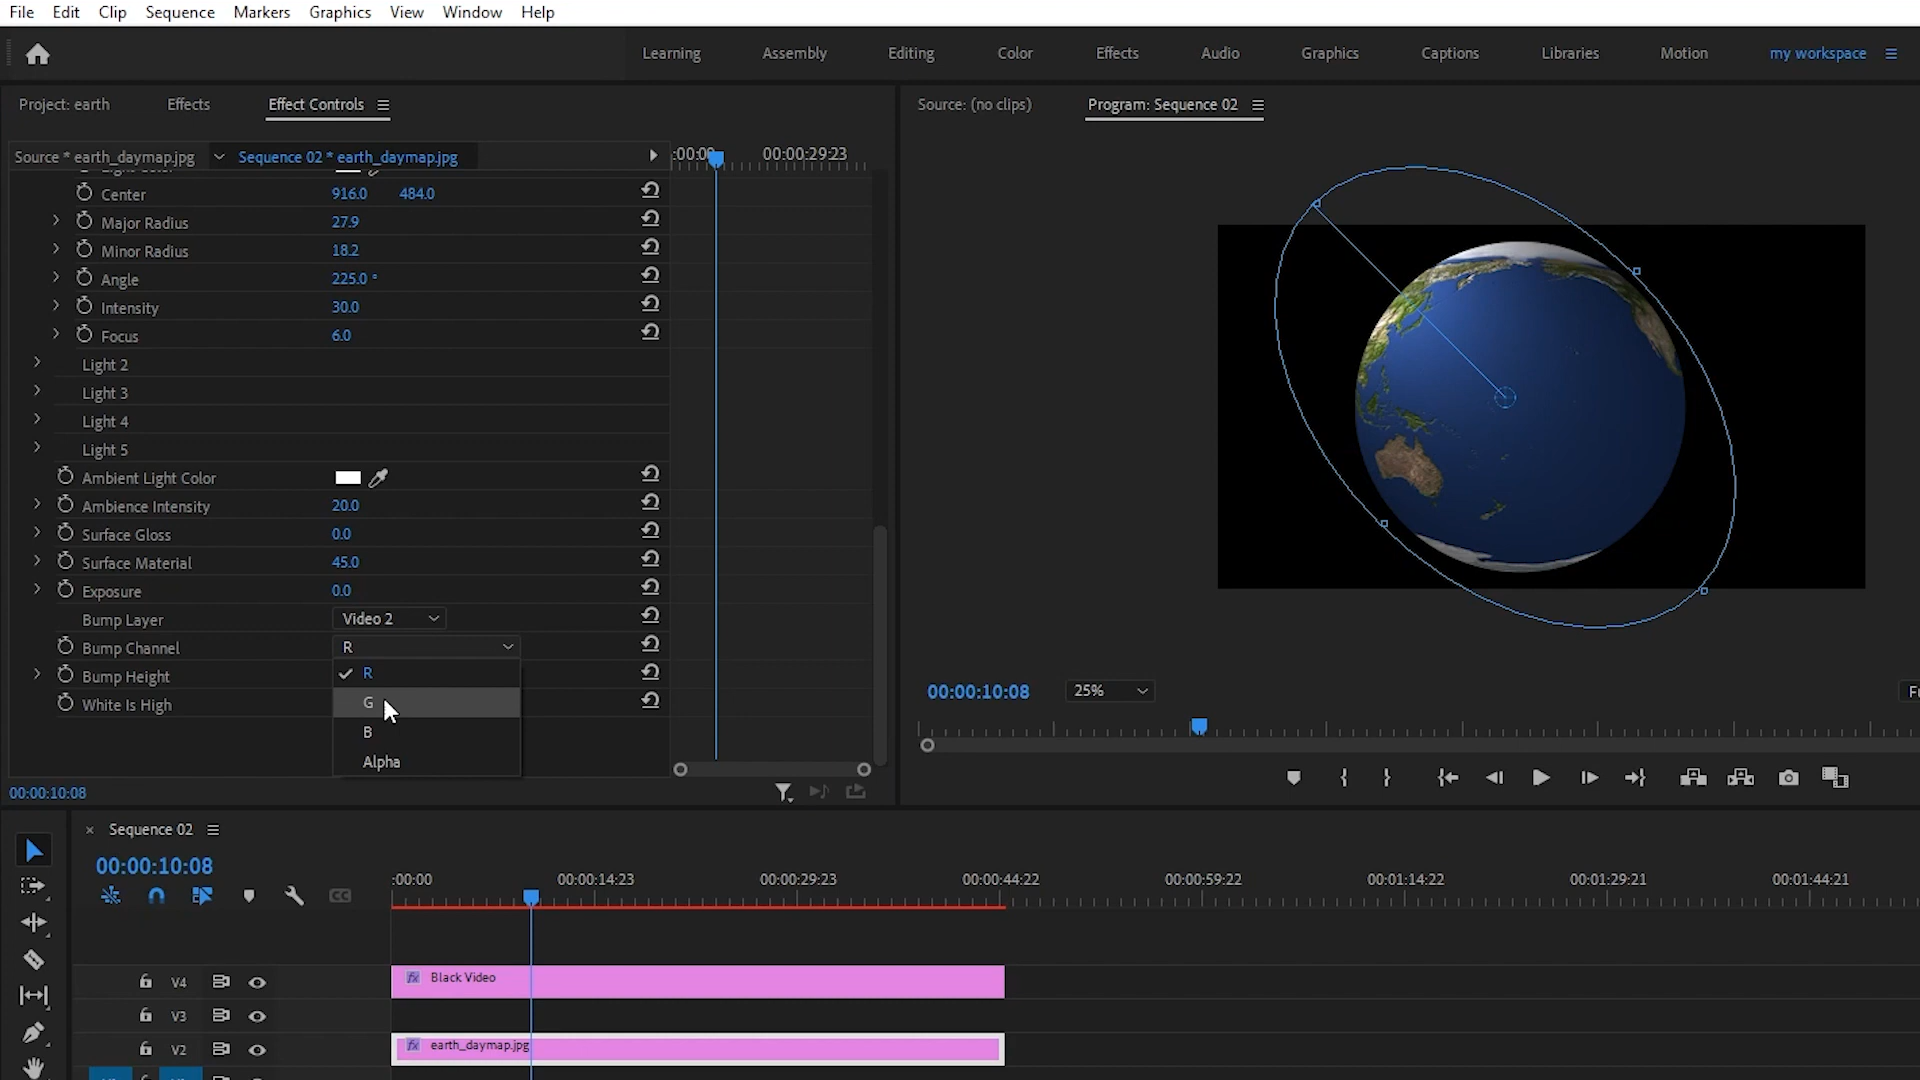 File Edit Clip Sequence Markers Graphics View Window Help
Learning Assembly Editing Color Effects Audio Graphics Captions Libraries Motion my workspace
Project: earth Effects Effect Controls
Source: (no clips) Program: Sequence 02
Source * earth_daymap.jpg Sequence 02 * earth_daymap.jpg :00:00 00:00:29:23
Center 916.0 484.0
Major Radius 27.9
Minor Radius 18.2
Angle 225.0 °
Intensity 30.0
Focus 6.0
Light 2
Light 3
Light 4
Light 5
Ambient Light Color
Ambience Intensity 20.0
Surface Gloss 0.0
Surface Material 45.0
Exposure 0.0
Bump Layer Video 2
Bump Channel R
Bump Height R
White Is High G
B
Alpha
00:00:10:08
00:00:10:08 25%
Sequence 02
00:00:10:08
:00:00 00:00:14:23 00:00:29:23 00:00:44:22 00:00:59:22 00:01:14:22 00:01:29:21 00:01:44:21
CC
V4 fx Black Video
V3
V2 fx earth_daymap.jpg